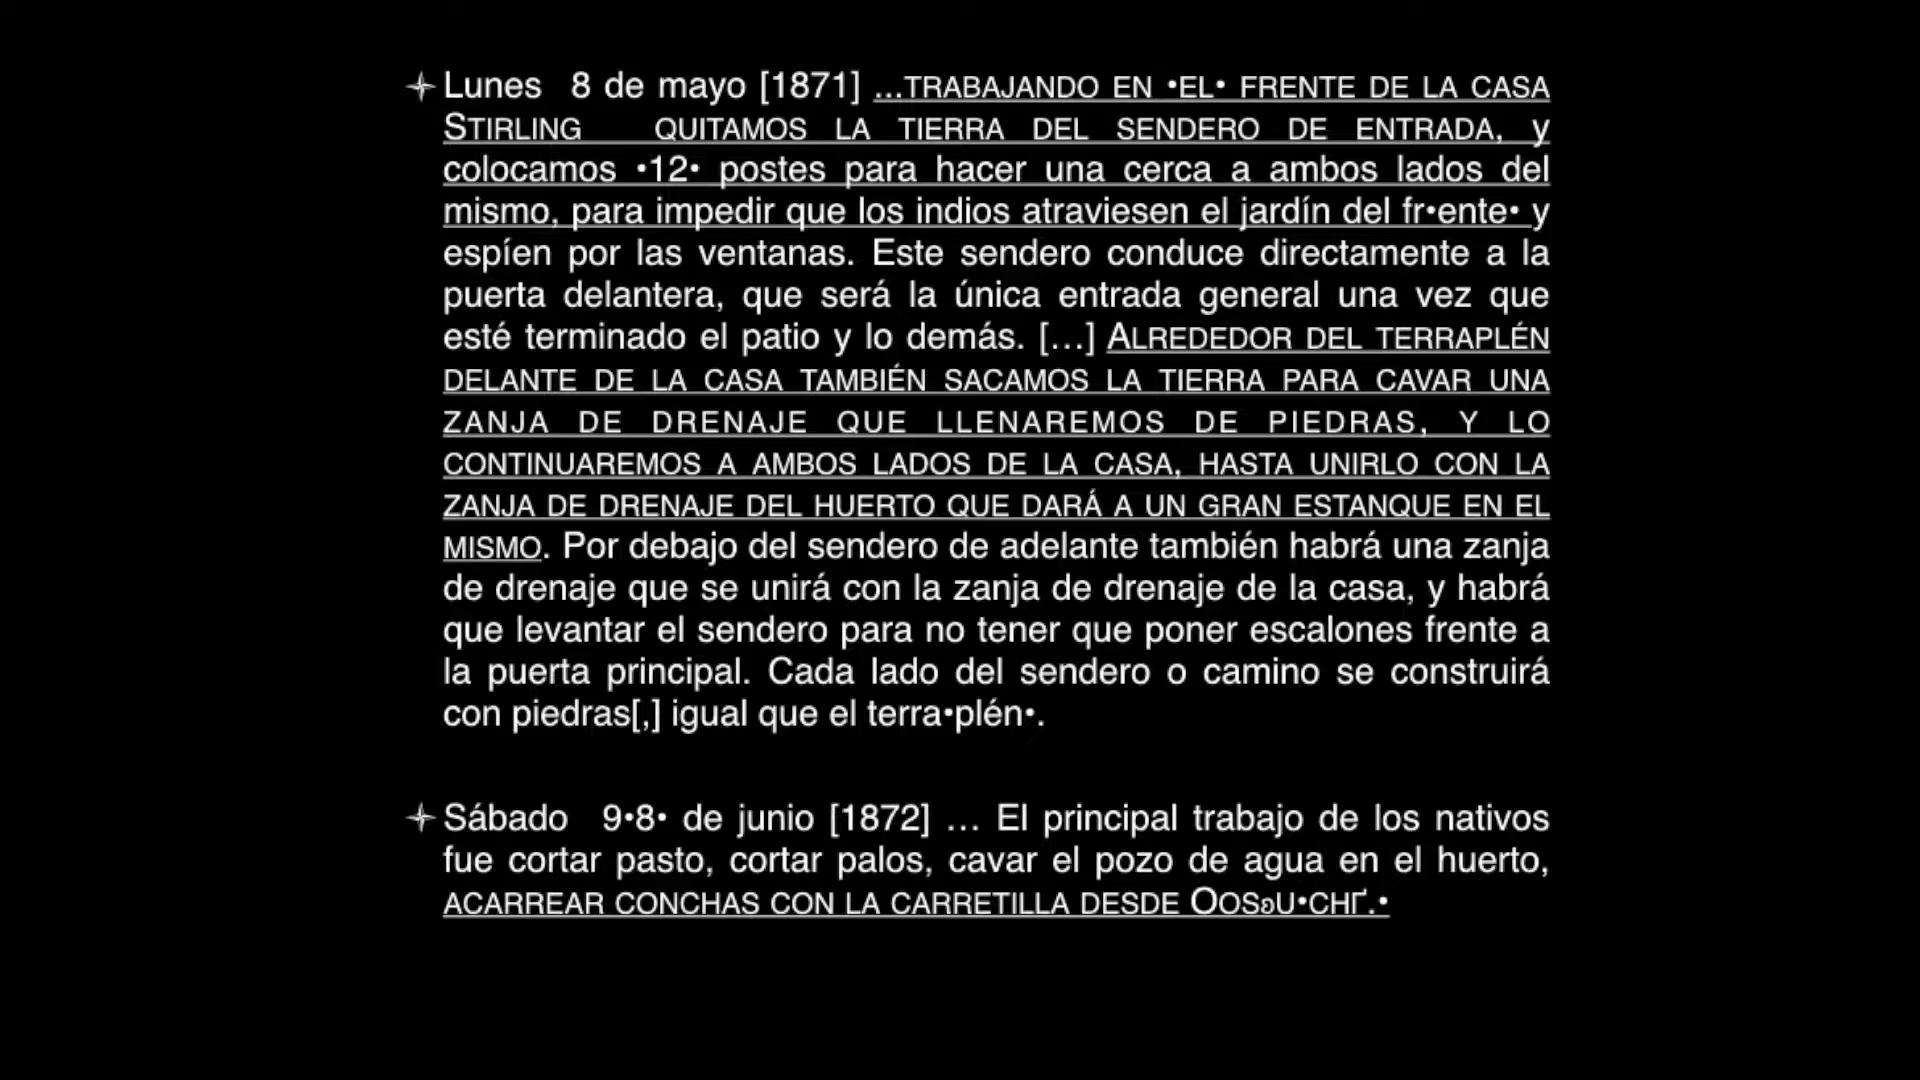 Lunes 8 de mayo [1871] ...TRABAJANDO EN •EL• FRENTE DE LA CASA
STIRLING QUITAMOS LA TIERRA DEL SENDERO DE ENTRADA, y
colocamos •12• postes para hacer una cerca a ambos lados del
mismo, para impedir que los indios atraviesen el jardín del fr•ente• y
espíen por las ventanas. Este sendero conduce directamente a la
puerta delantera, que será la única entrada general una vez que
esté terminado el patio y lo demás. [...] ALREDEDOR DEL TERRAPLÉN
DELANTE DE LA CASA TAMBIÉN SACAMOS LA TIERRA PARA CAVAR UNA
ZANJA DE DRENAJE QUE LLENAREMOS DE PIEDRAS, Y LO
CONTINUAREMOS A AMBOS LADOS DE LA CASA, HASTA UNIRLO CON LA
ZANJA DE DRENAJE DEL HUERTO QUE DARÁ A UN GRAN ESTANQUE EN EL
MISMO. Por debajo del sendero de adelante también habrá una zanja
de drenaje que se unirá con la zanja de drenaje de la casa, y habrá
que levantar el sendero para no tener que poner escalones frente a
la puerta principal. Cada lado del sendero o camino se construirá
con piedras[,] igual que el terra•plén•.
Sábado 9•8• de junio [1872] ... El principal trabajo de los nativos
fue cortar pasto, cortar palos, cavar el pozo de agua en el huerto,
ACARREAR CONCHAS CON LA CARRETILLA DESDE